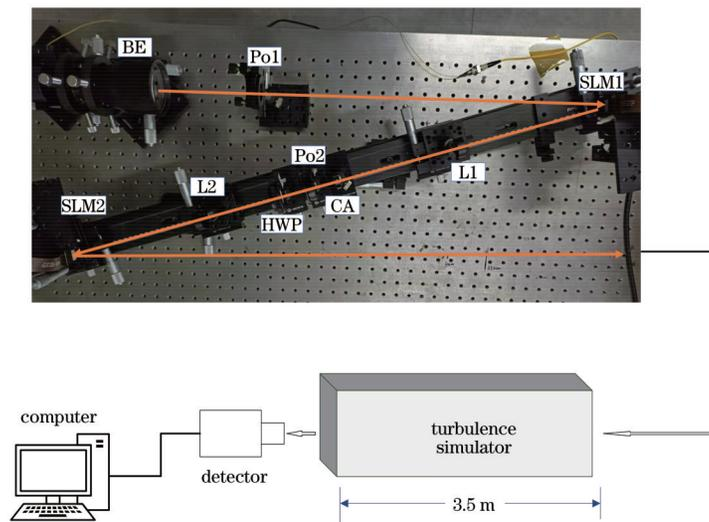 BE
Po1
SLM1
Po2
L1
L2
CA
HWP
SLM2
computer
turbulence
simulator
detector
3.5 m